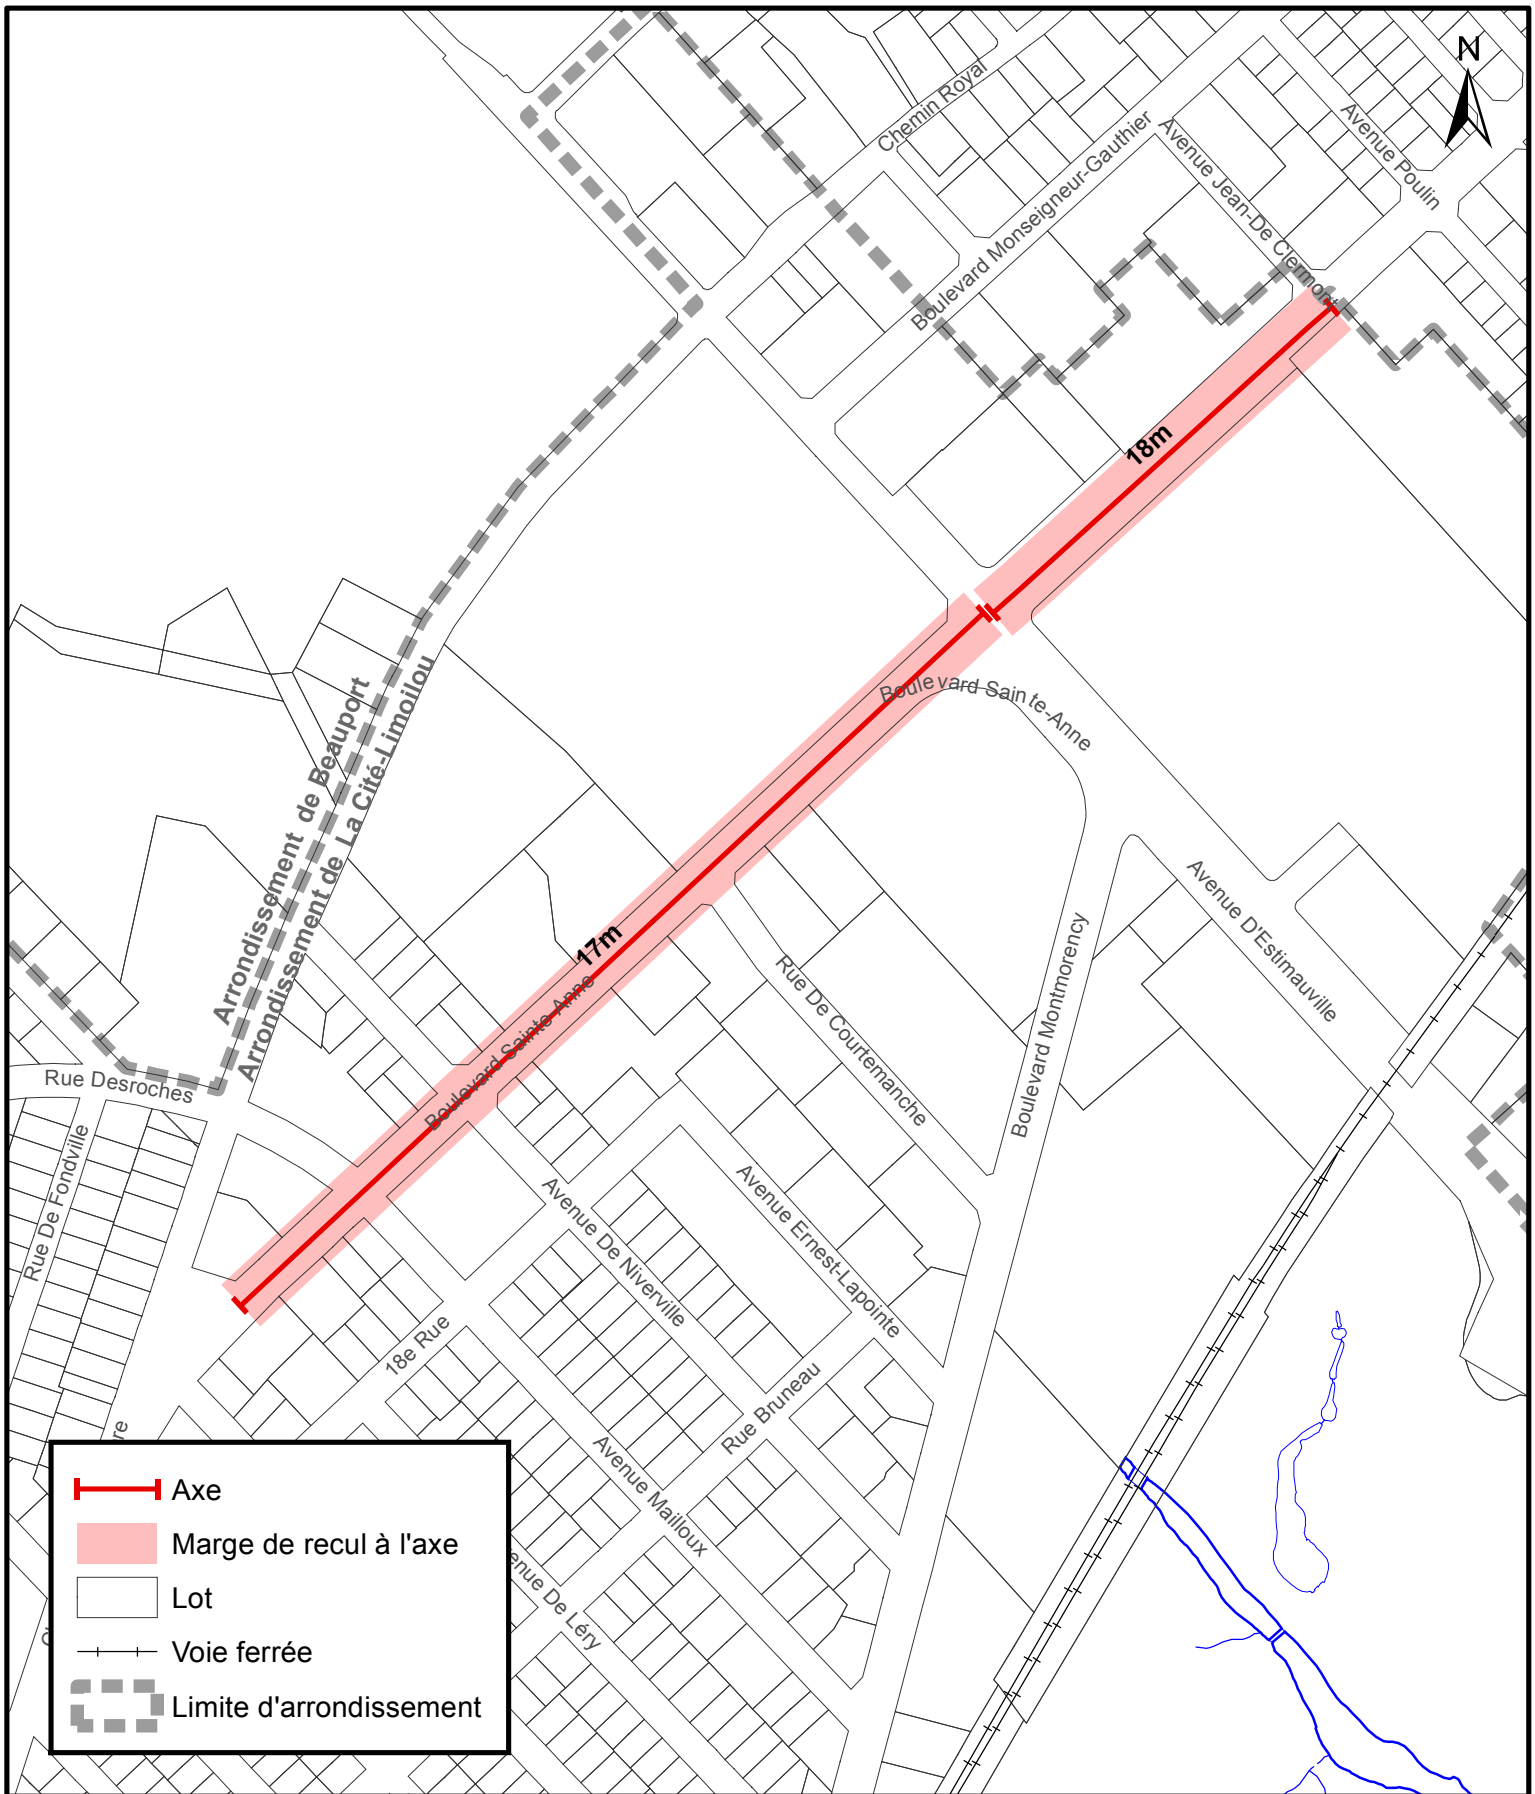 N
Chemin Royal
Avenue Poulin
Boulevard Monseigneur-Gauthier
Avenue Jean-De Clermont
18m
Boulevard Sainte-Anne
Arrondissement de Beauport
Arrondissement de La Cité-Limoilou
17m
Boulevard Sainte-Anne
Avenue D'Estimauville
Rue De Courtemanche
Boulevard Montmorency
Rue Desroches
Rue De Fondville
Avenue De Niverville
Avenue Ernest-Lapointe
18e Rue
Rue Bruneau
Avenue Mailloux
enue De Léry
re
Axe
Marge de recul à l'axe
Lot
Voie ferrée
Limite d'arrondissement